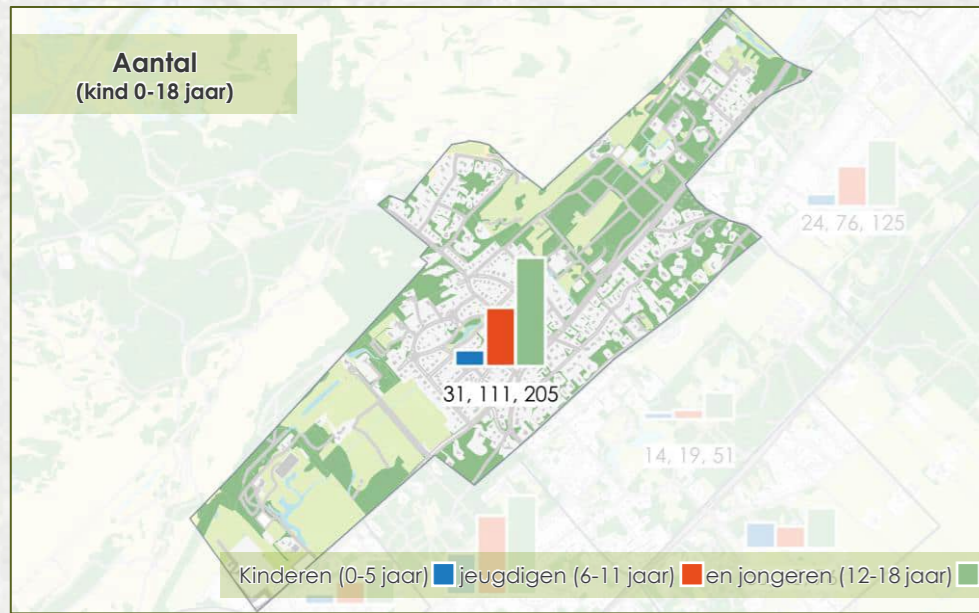 Aantal
(kind 0-18 jaar)
24, 76, 125
31, 111, 205
14, 19, 51
Kinderen (0-5 jaar) jeugdigen (6-11 jaar) en jongeren (12-18 jaar)